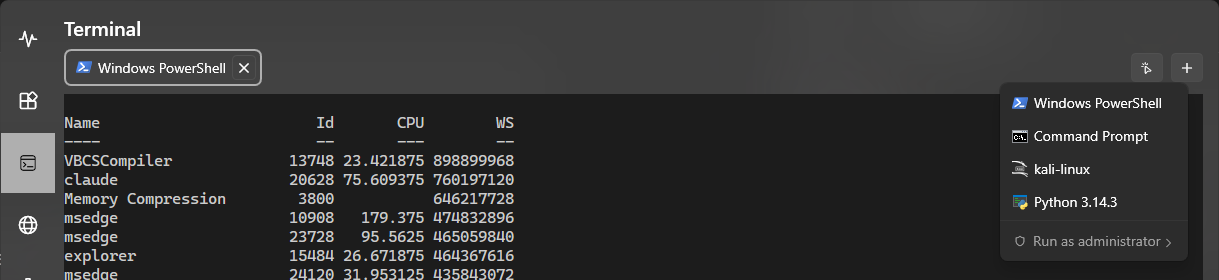 Terminal
Windows PowerShell
Name Id CPU WS
---- -- --- --
VBCSCompiler 13748 23.421875 898899968
claude 20628 75.609375 760197120
Memory Compression 3800 646217728
msedge 10908 179.375 474832896
msedge 23728 95.5625 465059840
explorer 15484 26.671875 464367616
msedge 24120 31.953125 435843072
Windows PowerShell
Command Prompt
kali-linux
Python 3.14.3
Run as administrator